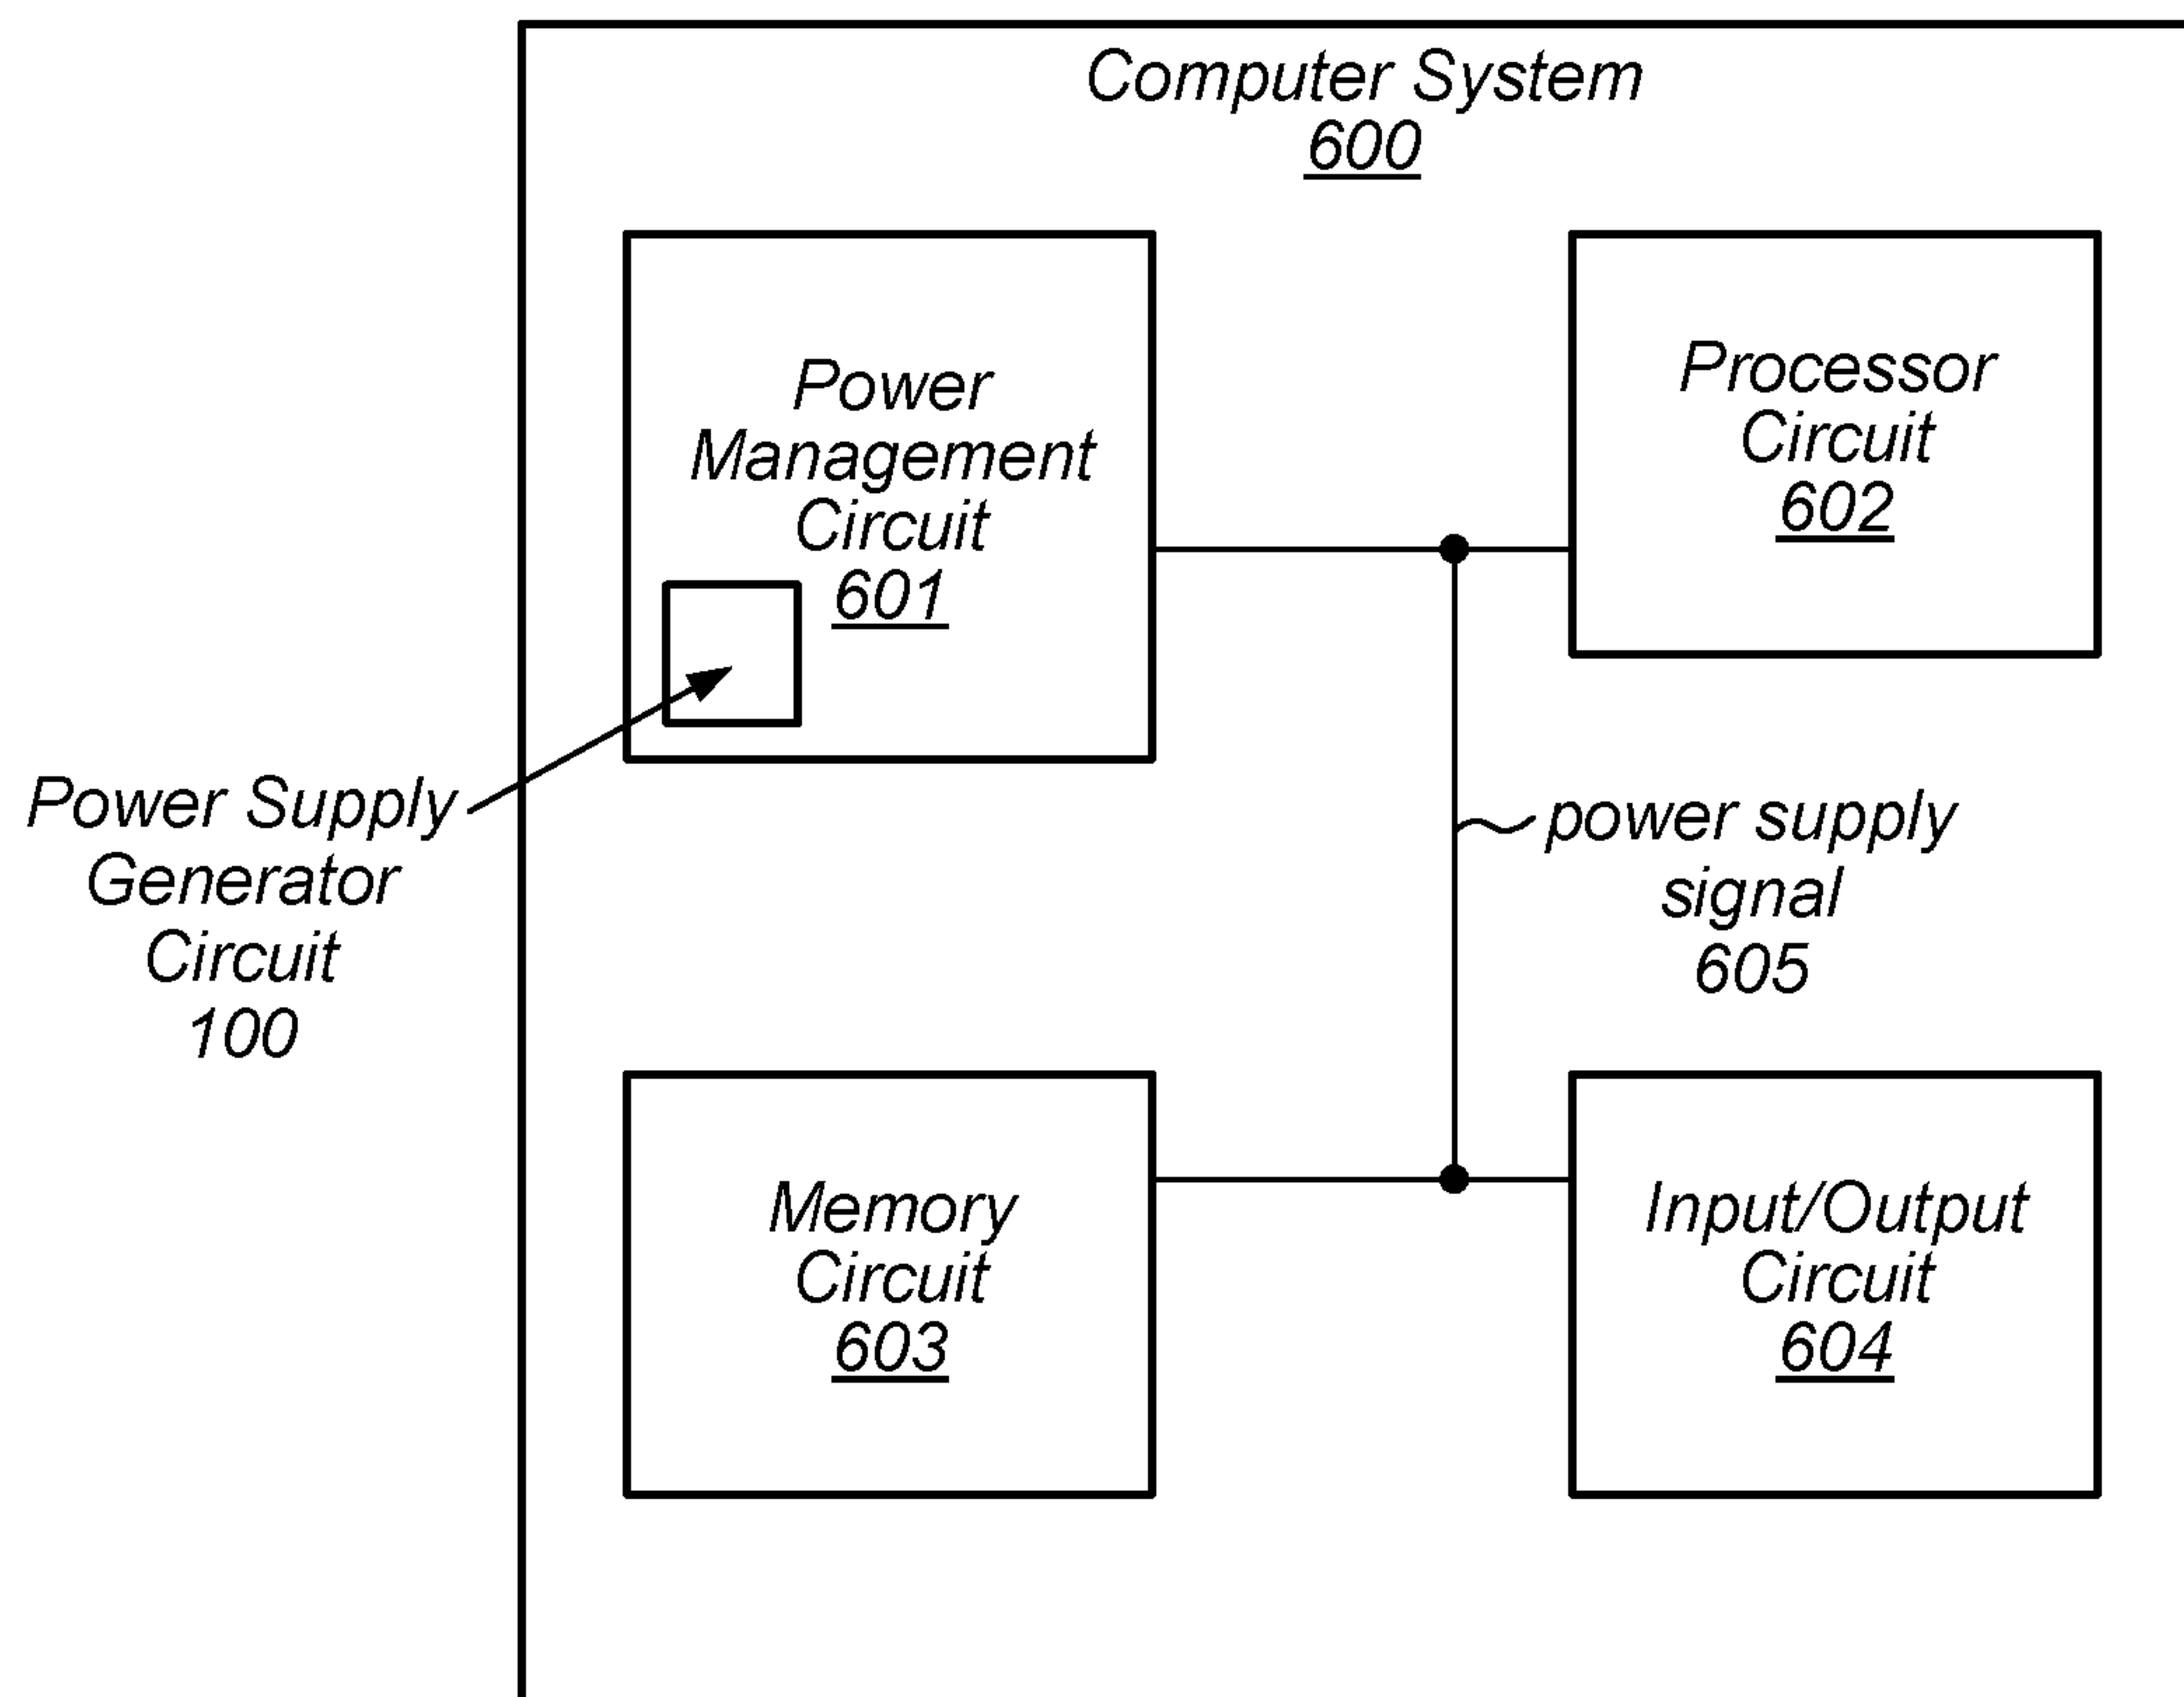 Computer System
600
Power
Management
Circuit
601
Processor
Circuit
602
Power Supply
Generator
Circuit
100
power supply
signal
605
Memory
Circuit
603
Input/Output
Circuit
604